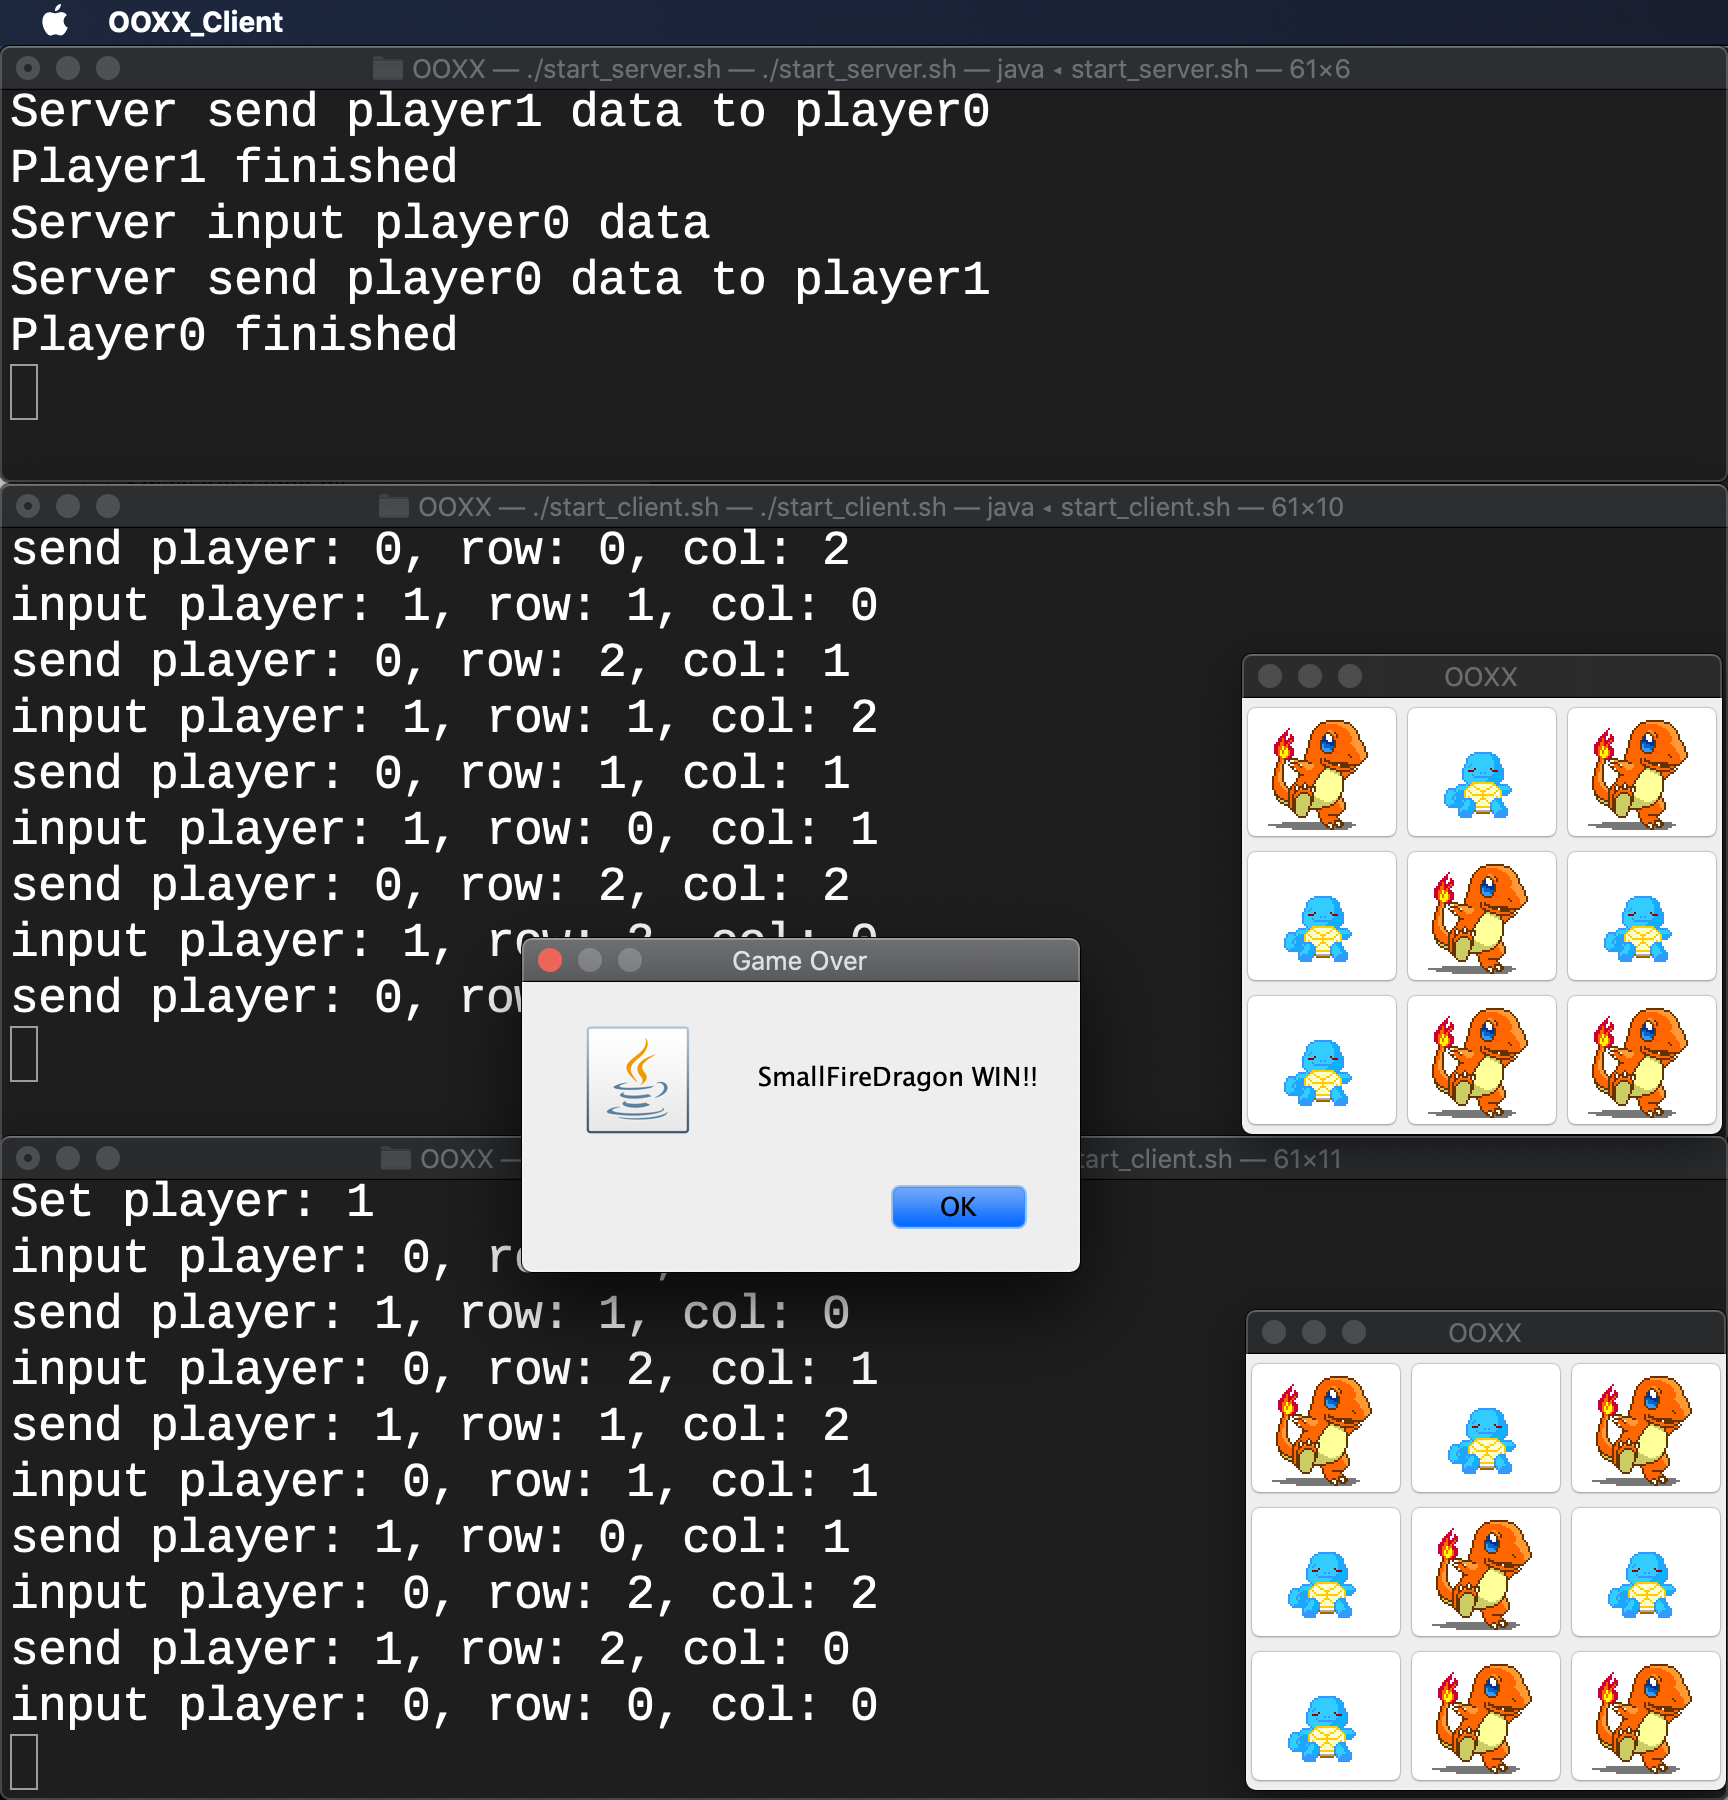 OOXX_Client
OOXX — ./start_server.sh — ./start_server.sh — java ◂ start_server.sh — 61×6
Server send player1 data to player0
Player1 finished
Server input player0 data
Server send player0 data to player1
Player0 finished
OOXX — ./start_client.sh — ./start_client.sh — java ◂ start_client.sh — 61×10
send player: 0, row: 0, col: 2
input player: 1, row: 1, col: 0
send player: 0, row: 2, col: 1
input player: 1, row: 1, col: 2
send player: 0, row: 1, col: 1
input player: 1, row: 0, col: 1
send player: 0, row: 2, col: 2
input player: 1,
send player: 0,
OOXX
Game Over
SmallFireDragon WIN!!
OK
OOXX — start_client.sh — 61×11
Set player: 1
input player: 0,
send player: 1, row: 1, col: 0
input player: 0, row: 2, col: 1
send player: 1, row: 1, col: 2
input player: 0, row: 1, col: 1
send player: 1, row: 0, col: 1
input player: 0, row: 2, col: 2
send player: 1, row: 2, col: 0
input player: 0, row: 0, col: 0
OOXX